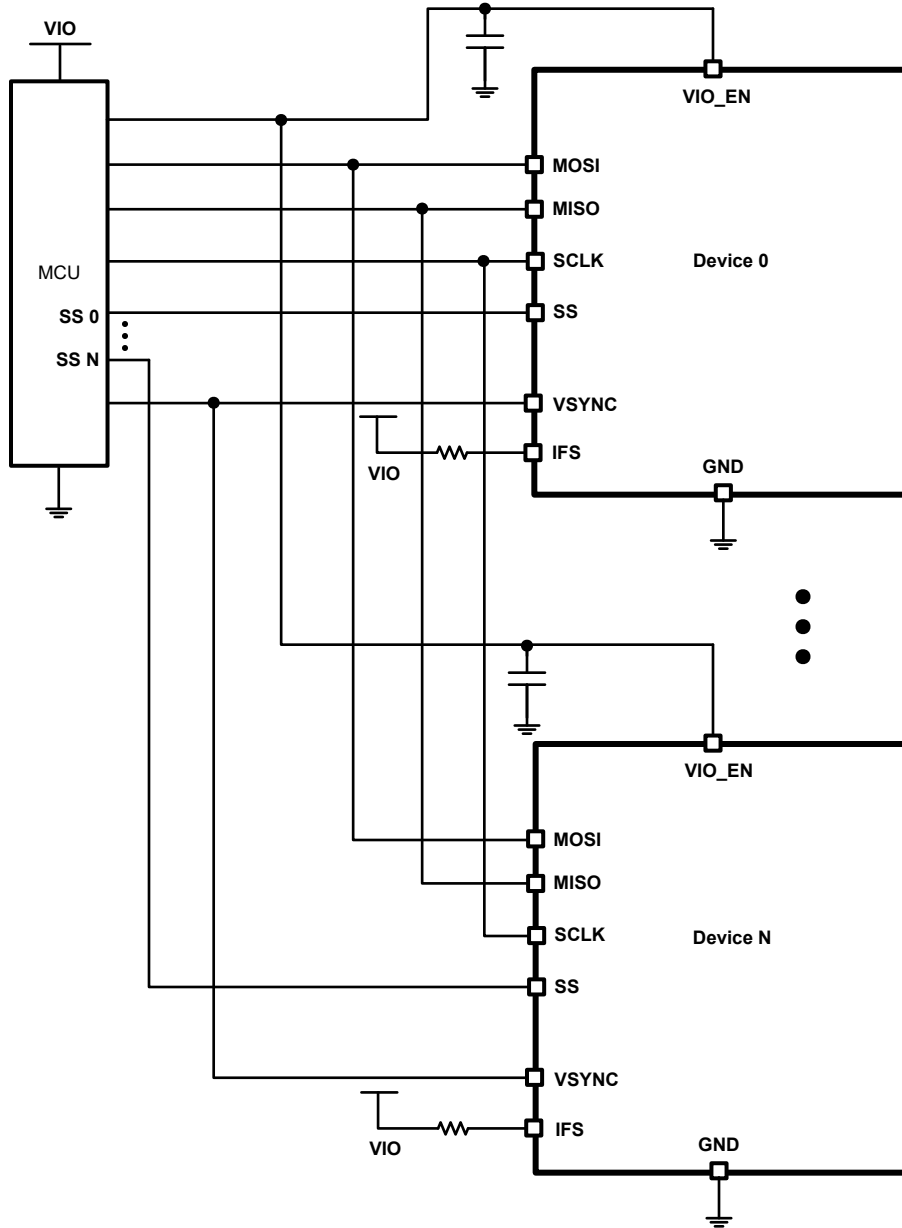 VIO
VIO_EN
MOSI
MISO
MCU
SCLK
Device 0
SS 0
SS
SS N
VSYNC
VIO
IFS
GND
VIO_EN
MOSI
MISO
SCLK
Device N
SS
VSYNC
VIO
IFS
GND